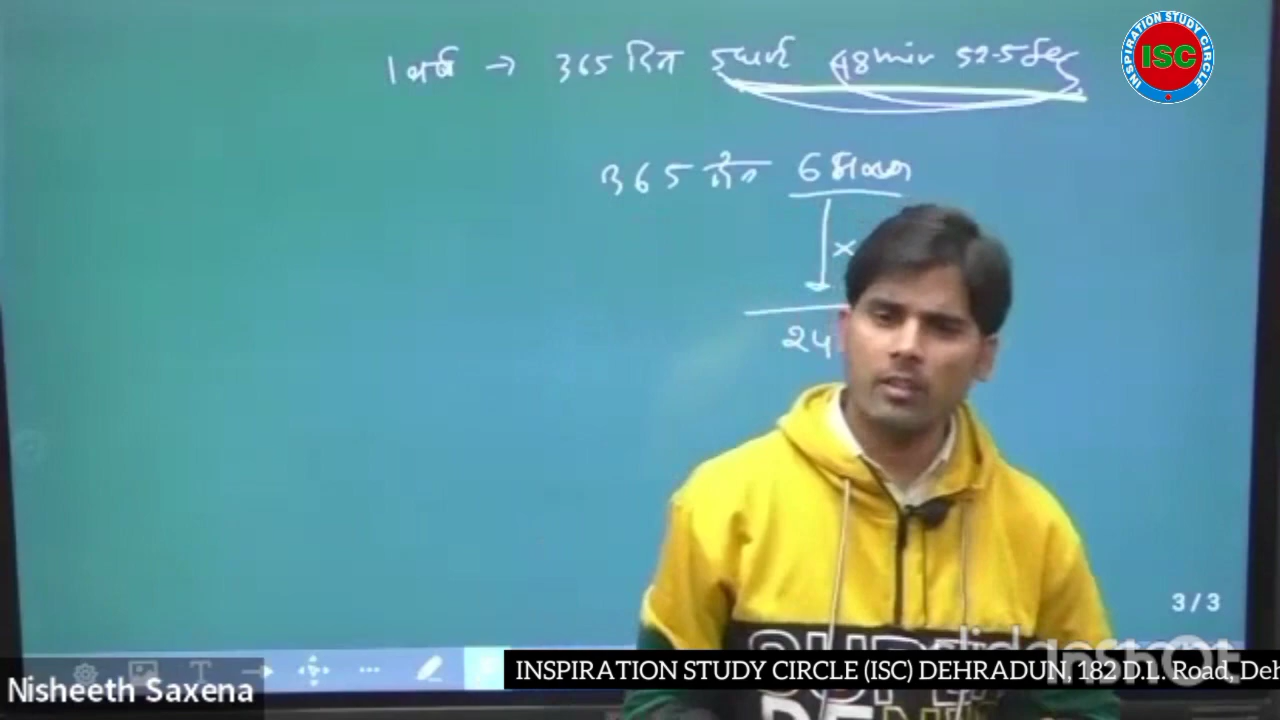 1 वर्ष → 365 दिन 5 घण्टे 48 min 52.5 Sec
365 दिन 6
×
24
INSPIRATION STUDY CIRCLE
ISC
3/3
INSPIRATION STUDY CIRCLE (ISC) DEHRADUN, 182 D.L. Road, Deh
Nisheeth Saxena